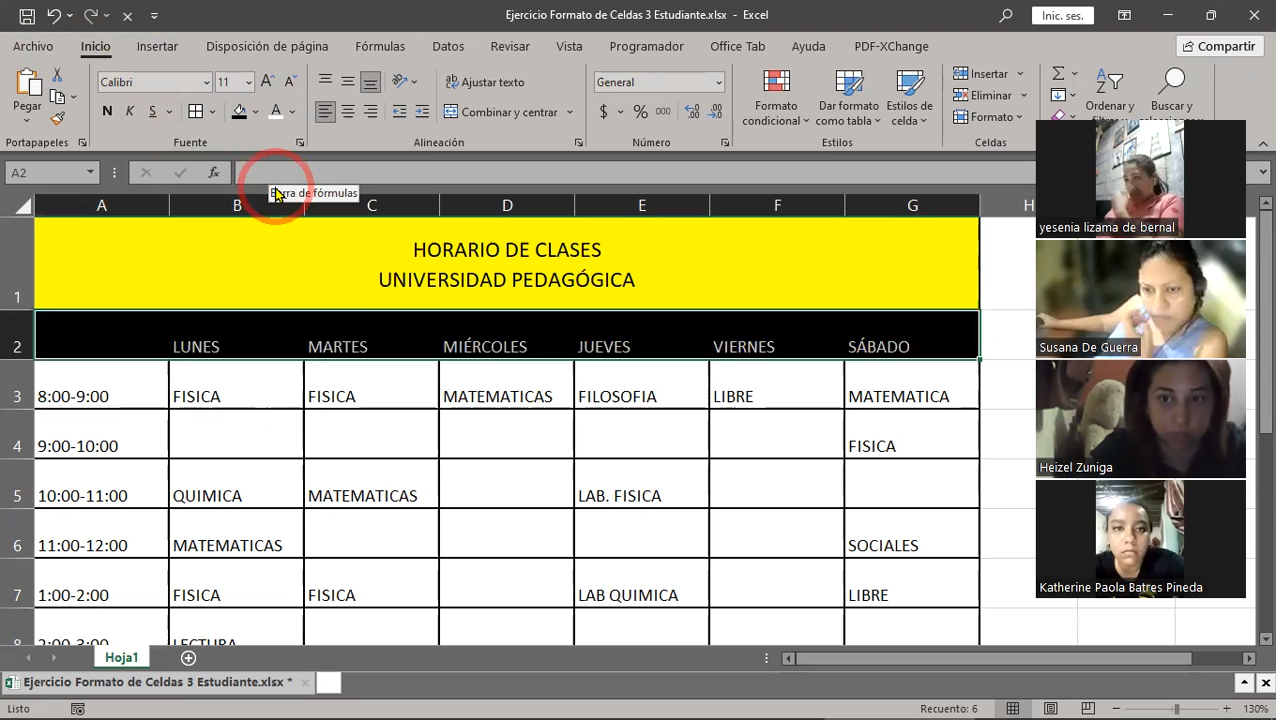 Ejercicio Formato de Celdas 3 Estudiante.xlsx - Excel
Inic. ses.
Archivo Inicio Insertar Disposición de página Fórmulas Datos Revisar Vista Programador Office Tab Ayuda PDF-XChange
Compartir
Pegar
Calibri 11
N K S
Ajustar texto
Combinar y centrar
General
$ % 000
Formato condicional
Dar formato como tabla
Estilos de celda
Insertar
Eliminar
Formato
Ordenar y
Buscar y
Portapapeles Fuente Alineación Número Estilos Celdas
A2
fx
Barra de fórmulas
A B C D E F G H
1 HORARIO DE CLASES
UNIVERSIDAD PEDAGÓGICA
2 LUNES MARTES MIÉRCOLES JUEVES VIERNES SÁBADO
3 8:00-9:00 FISICA FISICA MATEMATICAS FILOSOFIA LIBRE MATEMATICA
4 9:00-10:00 FISICA
5 10:00-11:00 QUIMICA MATEMATICAS LAB. FISICA
6 11:00-12:00 MATEMATICAS SOCIALES
7 1:00-2:00 FISICA FISICA LAB QUIMICA LIBRE
8 2:00-3:00 LECTURA
yesenia lizama de bernal
Susana De Guerra
Heizel Zuniga
Katherine Paola Batres Pineda
Hoja1
Ejercicio Formato de Celdas 3 Estudiante.xlsx *
Listo
Recuento: 6
130%